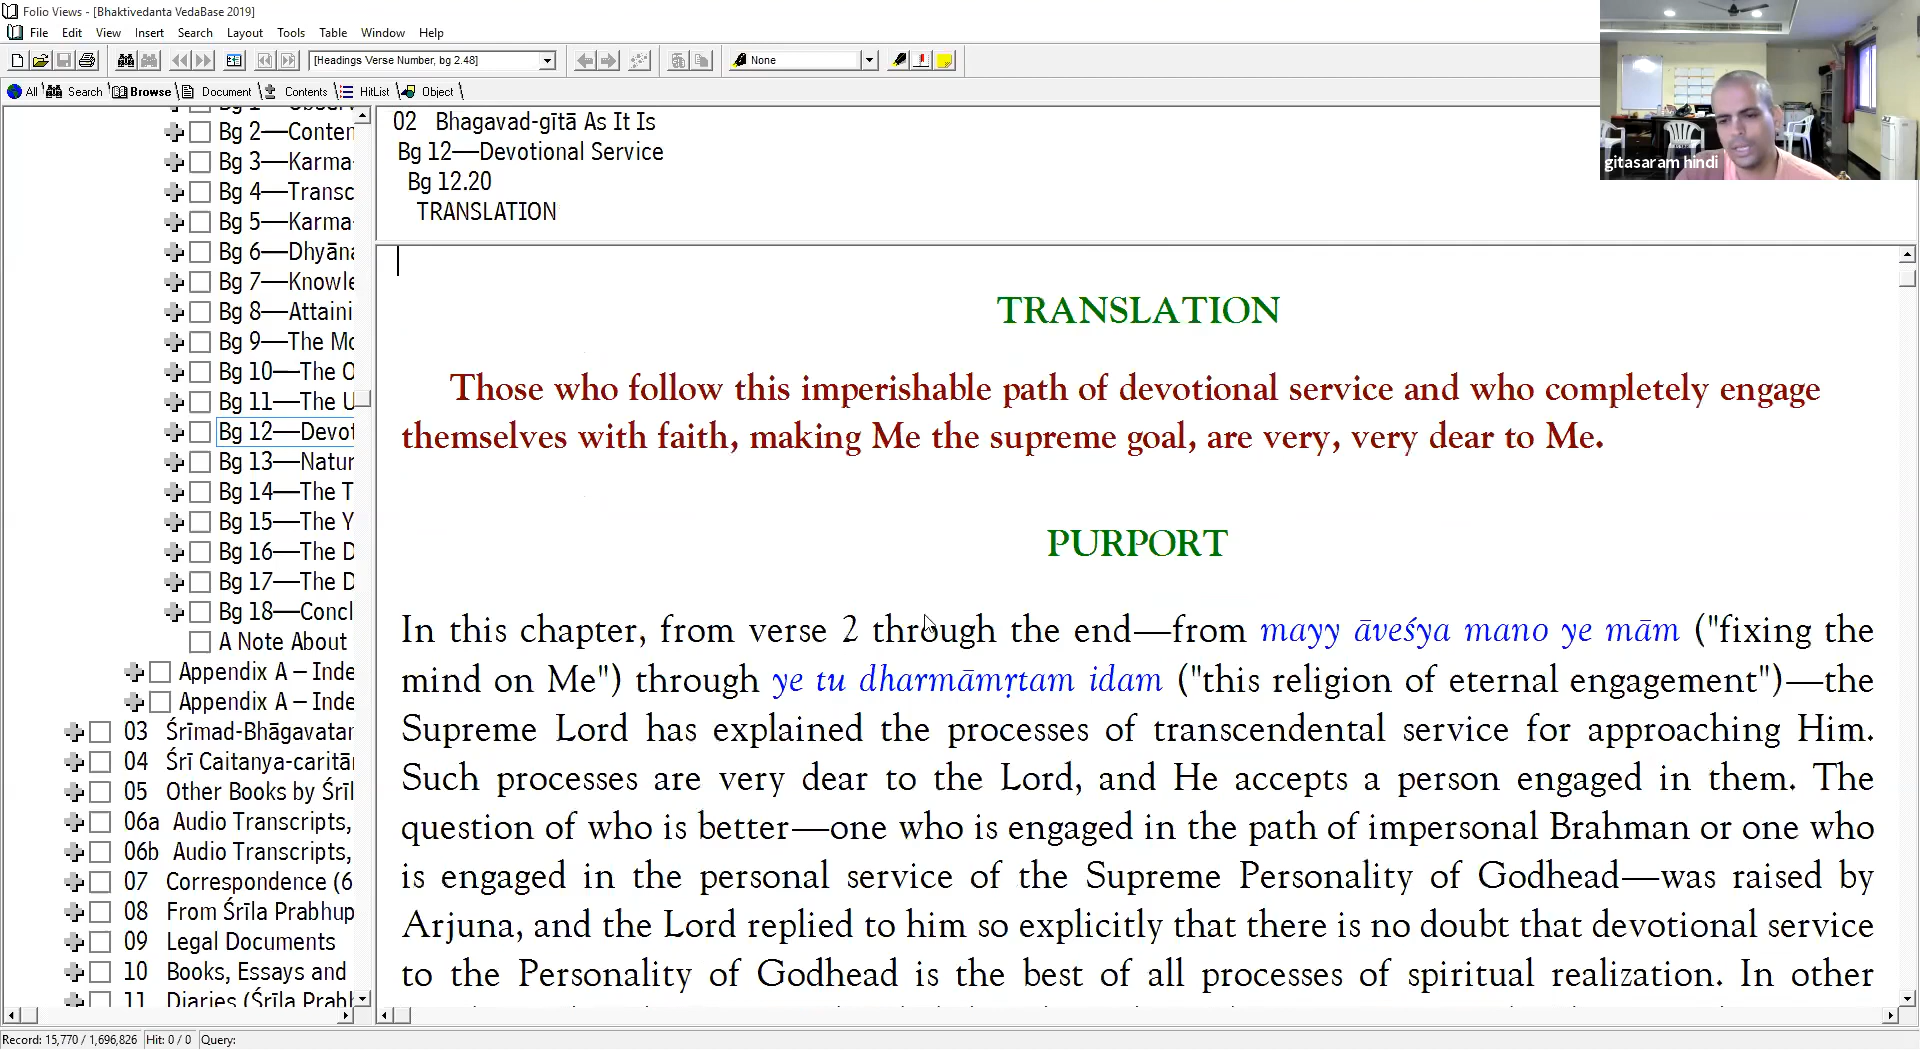 Folio Views - [Bhaktivedanta VedaBase 2019]
File Edit View Insert Search Layout Tools Table Window Help
[Headings Verse Number, bg 2.48] None
All Search Browse Document Contents HitList Object
Bg 2—Conten
Bg 3—Karma-
Bg 4—Transc
Bg 5—Karma-
Bg 6—Dhyāna
Bg 7—Knowle
Bg 8—Attaini
Bg 9—The Mo
Bg 10—The O
Bg 11—The U
Bg 12—Devot
Bg 13—Natur
Bg 14—The T
Bg 15—The Y
Bg 16—The D
Bg 17—The D
Bg 18—Concl
A Note About
Appendix A – Inde
Appendix A – Inde
03 Śrīmad-Bhāgavatar
04 Śrī Caitanya-caritā
05 Other Books by Śrīl
06a Audio Transcripts,
06b Audio Transcripts,
07 Correspondence (6
08 From Śrīla Prabhup
09 Legal Documents
10 Books, Essays and
11 Diaries (Śrīla Prabh
02 Bhagavad-gītā As It Is
Bg 12—Devotional Service
Bg 12.20
TRANSLATION
TRANSLATION
Those who follow this imperishable path of devotional service and who completely engage
themselves with faith, making Me the supreme goal, are very, very dear to Me.
PURPORT
In this chapter, from verse 2 through the end—from mayy āveśya mano ye mām ("fixing the
mind on Me") through ye tu dharmāmṛtam idam ("this religion of eternal engagement")—the
Supreme Lord has explained the processes of transcendental service for approaching Him.
Such processes are very dear to the Lord, and He accepts a person engaged in them. The
question of who is better—one who is engaged in the path of impersonal Brahman or one who
is engaged in the personal service of the Supreme Personality of Godhead—was raised by
Arjuna, and the Lord replied to him so explicitly that there is no doubt that devotional service
to the Personality of Godhead is the best of all processes of spiritual realization. In other
gitasaram hindi
Record: 15,770 / 1,696,826 Hit: 0 / 0 Query: